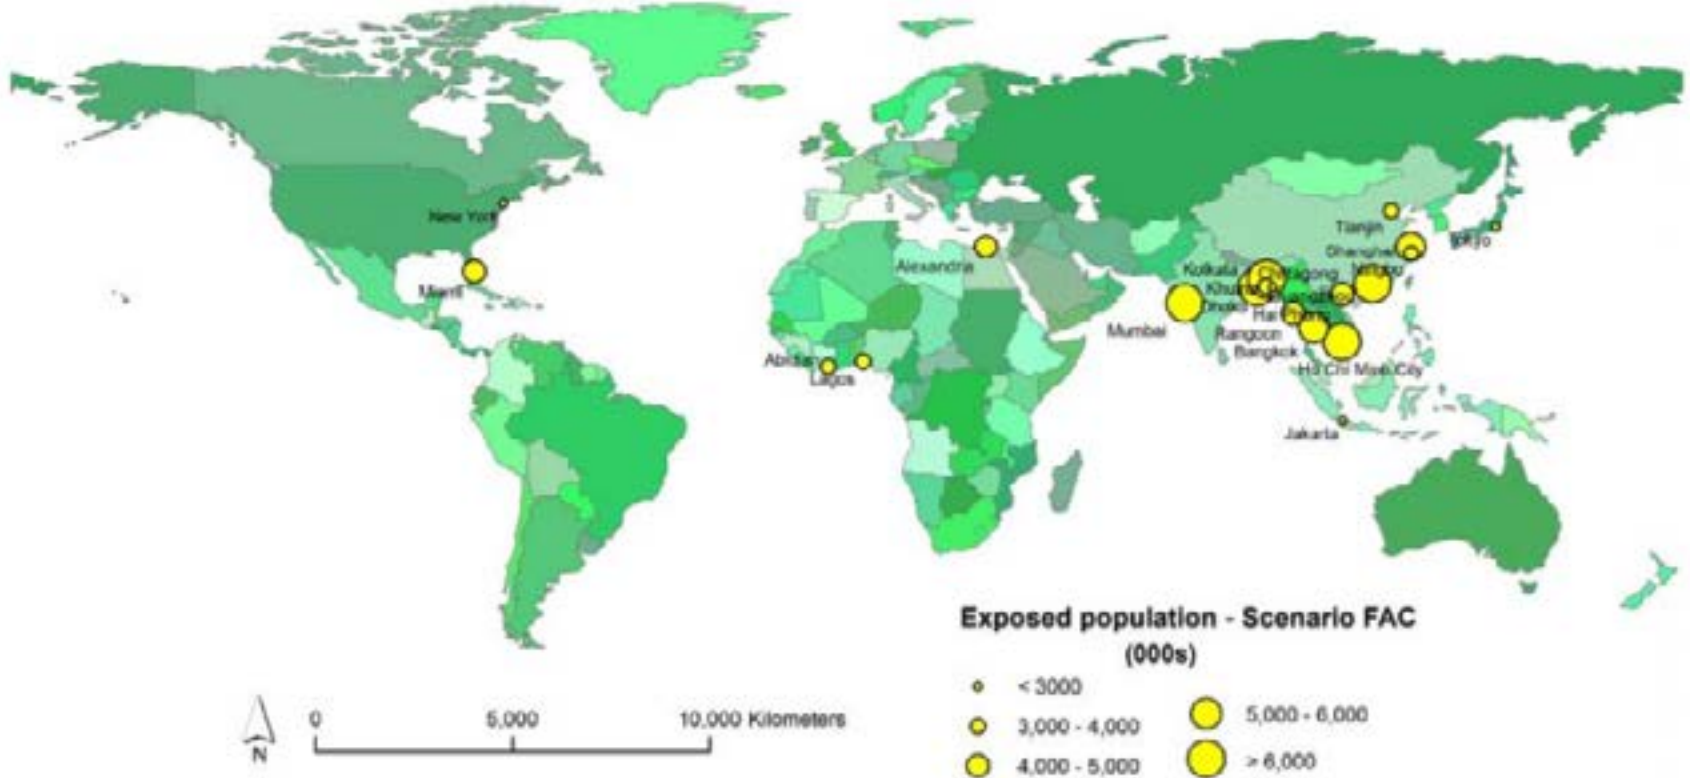 New York
Miami
Alexandria
Abidjan
Lagos
Mumbai
Kolkata
Chittagong
Khulna
Dhaka
Rangoon
Bangkok
Hai Phong
Ho Chi Minh City
Jakarta
Tianjin
Shanghai
Ningbo
Tokyo
Exposed population - Scenario FAC
(000s)
< 3000
3,000 - 4,000
4,000 - 5,000
5,000 - 6,000
> 6,000
0 5,000 10,000 Kilometers
N